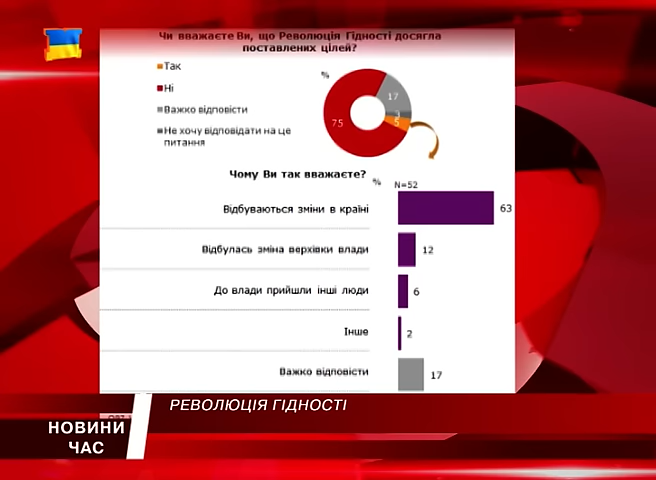 Чи вважаєте Ви, що Революція Гідності досягла
поставлених цілей?
Так
Ні
Важко відповісти
Не хочу відповідати на це
питання
%
17
3
5
75
Чому Ви так вважаєте?
%
N=52
Відбуваються зміни в країні
63
Відбулась зміна верхівки влади
12
До влади прийшли інші люди
6
Інше
2
Важко відповісти
17
РЕВОЛЮЦІЯ ГІДНОСТІ
НОВИНИ
ЧАС